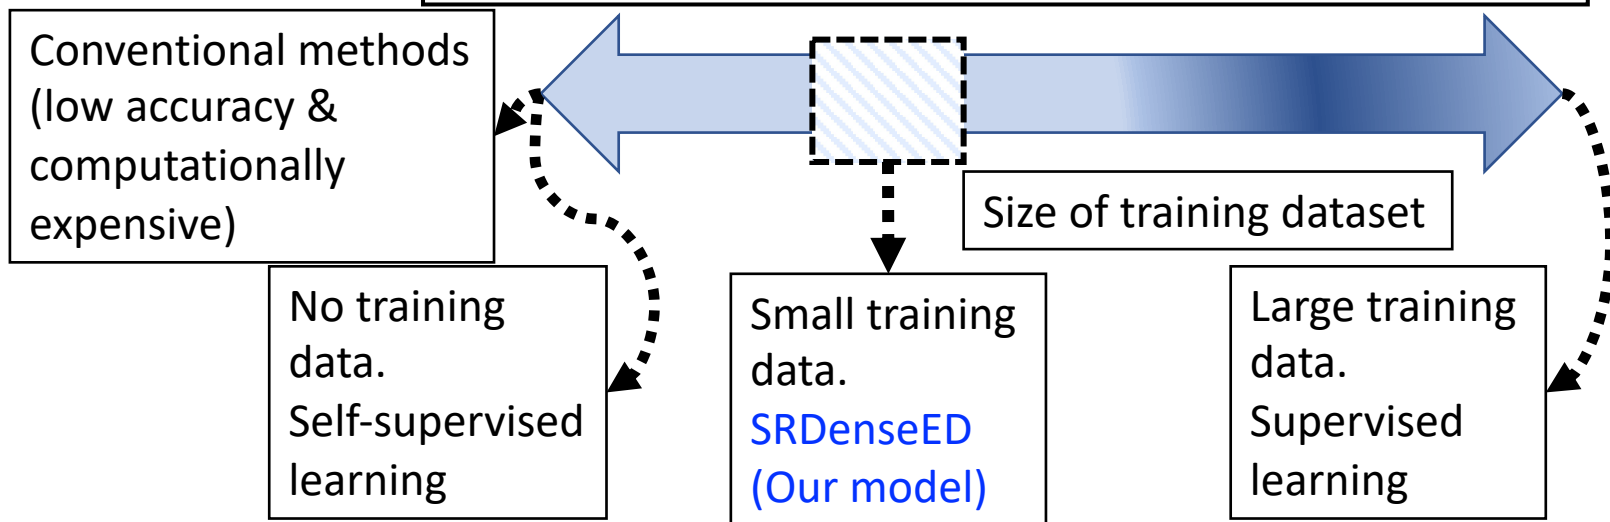 Conventional methods
(low accuracy &
computationally
expensive)
Size of training dataset
No training
data.
Self-supervised
learning
Small training
data.
SRDenseED
(Our model)
Large training
data.
Supervised
learning